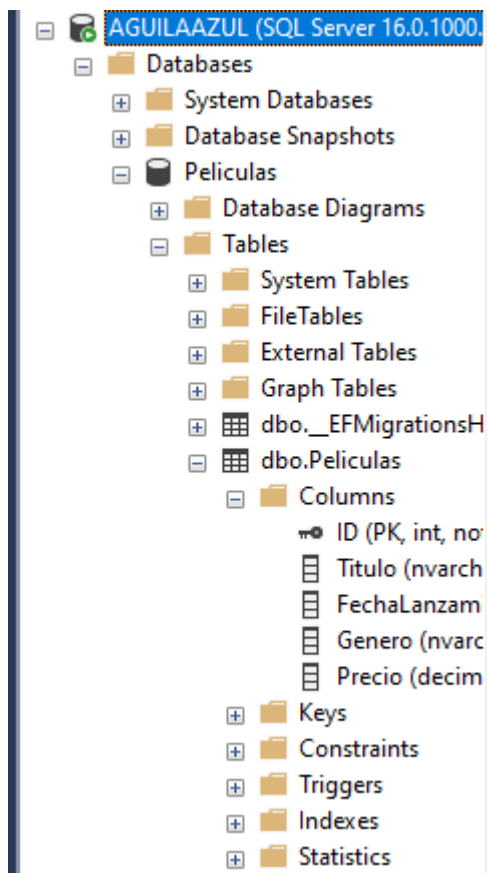 AGUILAAZUL (SQL Server 16.0.1000.
Databases
System Databases
Database Snapshots
Peliculas
Database Diagrams
Tables
System Tables
FileTables
External Tables
Graph Tables
dbo.__EFMigrationsH
dbo.Peliculas
Columns
ID (PK, int, no
Titulo (nvarch
FechaLanzam
Genero (nvarc
Precio (decim
Keys
Constraints
Triggers
Indexes
Statistics